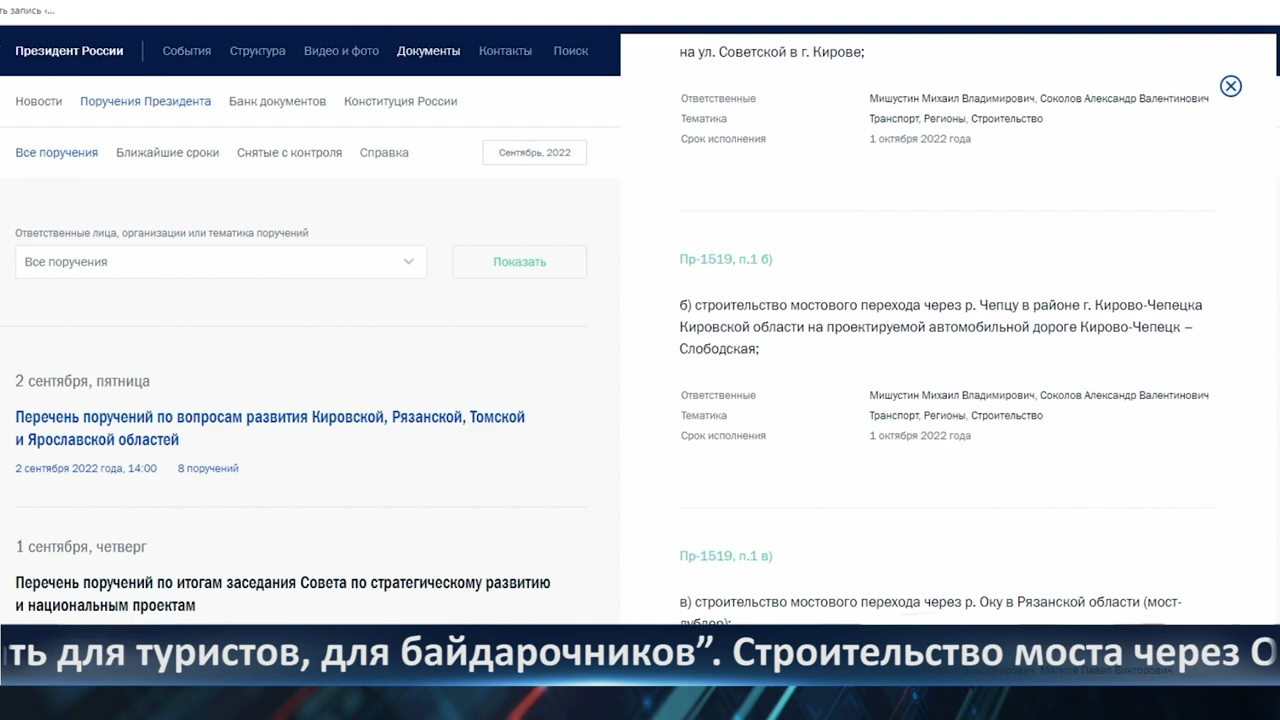 ть запись «...
Президент России
События
Структура
Видео и фото
Документы
Контакты
Поиск
Новости
Поручения Президента
Банк документов
Конституция России
Все поручения
Ближайшие сроки
Снятые с контроля
Справка
Сентябрь, 2022
Ответственные лица, организации или тематика поручений
Все поручения
Показать
2 сентября, пятница
Перечень поручений по вопросам развития Кировской, Рязанской, Томской
и Ярославской областей
2 сентября 2022 года, 14:00
8 поручений
1 сентября, четверг
Перечень поручений по итогам заседания Совета по стратегическому развитию
и национальным проектам
на ул. Советской в г. Кирове;
Ответственные
Мишустин Михаил Владимирович, Соколов Александр Валентинович
Тематика
Транспорт, Регионы, Строительство
Срок исполнения
1 октября 2022 года
Пр-1519, п.1 б)
б) строительство мостового перехода через р. Чепцу в районе г. Кирово-Чепецка
Кировской области на проектируемой автомобильной дороге Кирово-Чепецк –
Слободская;
Ответственные
Мишустин Михаил Владимирович, Соколов Александр Валентинович
Тематика
Транспорт, Регионы, Строительство
Срок исполнения
1 октября 2022 года
Пр-1519, п.1 в)
в) строительство мостового перехода через р. Оку в Рязанской области (мост-
дублер);
ть для туристов, для байдарочников”. Строительство моста через О